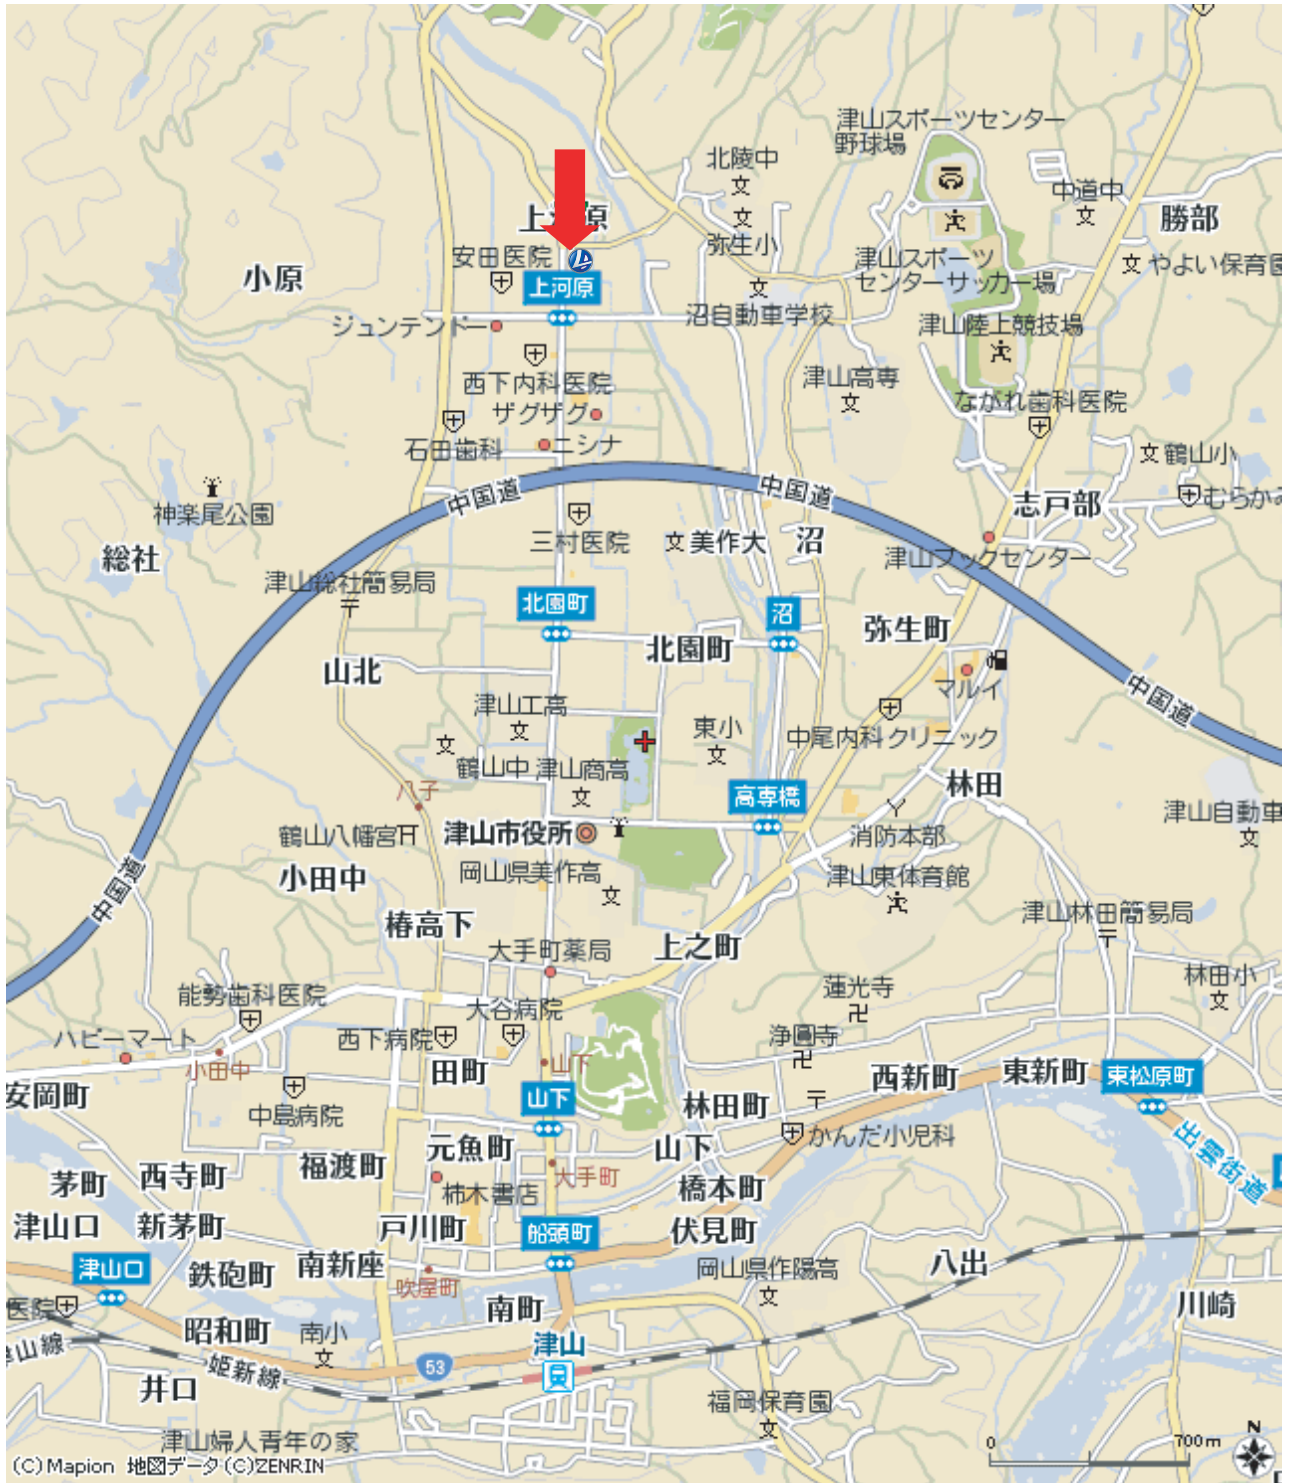 津山スポーツセンター
野球場
北陵中
中道中
勝部
上河原
弥生小
安田医院
津山スポーツ
センターサッカー場
やよい保育園
小原
上河原
沼自動車学校
津山陸上競技場
ジュンテンドー
西下内科医院
津山高専
ながれ歯科医院
ザグザグ
石田歯科
ニシナ
鶴山小
中国道
中国道
志戸部
むらかみ
神楽尾公園
三村医院
美作大
沼
津山ブックセンター
総社
津山総社簡易局
北園町
沼
弥生町
北園町
山北
マルイ
中国道
津山工高
東小
中尾内科クリニック
鶴山中
津山商高
林田
八子
高専橋
津山自動車
鶴山八幡宮
津山市役所
消防本部
中国道
小田中
岡山県美作高
津山東体育館
椿高下
津山林田簡易局
大手町薬局
上之町
林田小
能勢歯科医院
大谷病院
蓮光寺
ハピーマート
西下病院
浄圓寺
小田中
田町
山下
西新町
東新町
東松原町
安岡町
中島病院
山下
林田町
かんだ小児科
元魚町
山下
出雲街道
茅町
西寺町
福渡町
大手町
柿木書店
橋本町
津山口
新茅町
戸川町
船頭町
伏見町
津山口
鉄砲町
南新座
吹屋町
岡山県作陽高
八出
医院
南町
川崎
昭和町
南小
津山
山線
姫新線
53
井口
福岡保育園
津山婦人青年の家
N
0
700m
(C)Mapion 地図データ(C)ZENRIN